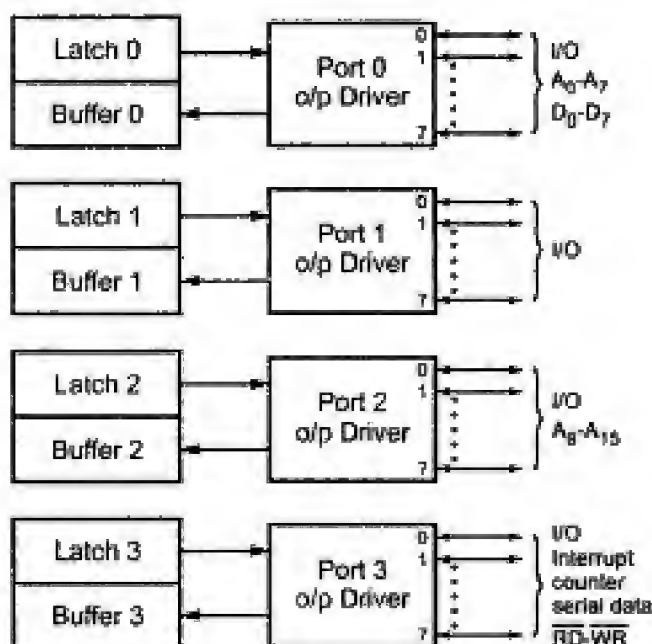 Latch 0
Buffer 0
Port 0
o/p Driver
0
1
7
I/O
A0-A7
D0-D7
Latch 1
Buffer 1
Port 1
o/p Driver
0
1
7
I/O
Latch 2
Buffer 2
Port 2
o/p Driver
0
1
7
I/O
A8-A15
Latch 3
Buffer 3
Port 3
o/p Driver
0
1
7
I/O
Interrupt
counter
serial data
RD-WR